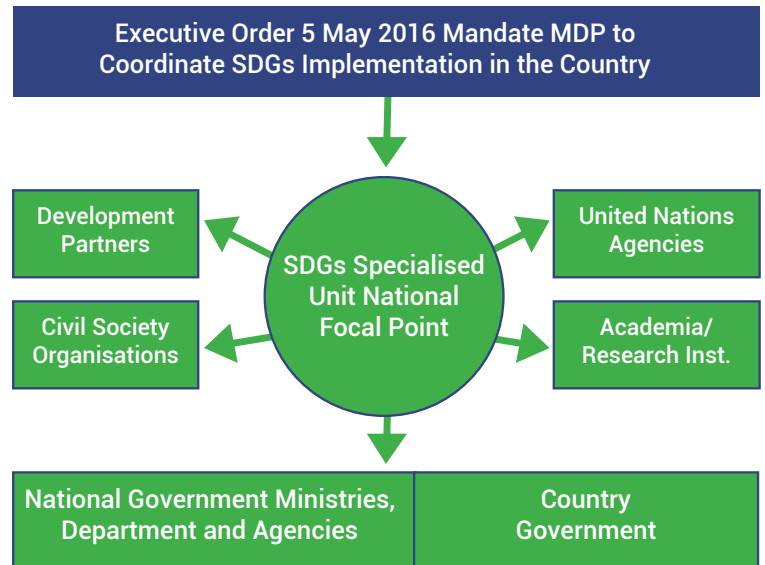 Executive Order 5 May 2016 Mandate MDP to
Coordinate SDGs Implementation in the Country
Development
Partners
United Nations
Agencies
SDGs Specialised
Unit National
Focal Point
Civil Society
Organisations
Academia/
Research Inst.
National Government Ministries,
Department and Agencies
Country
Government